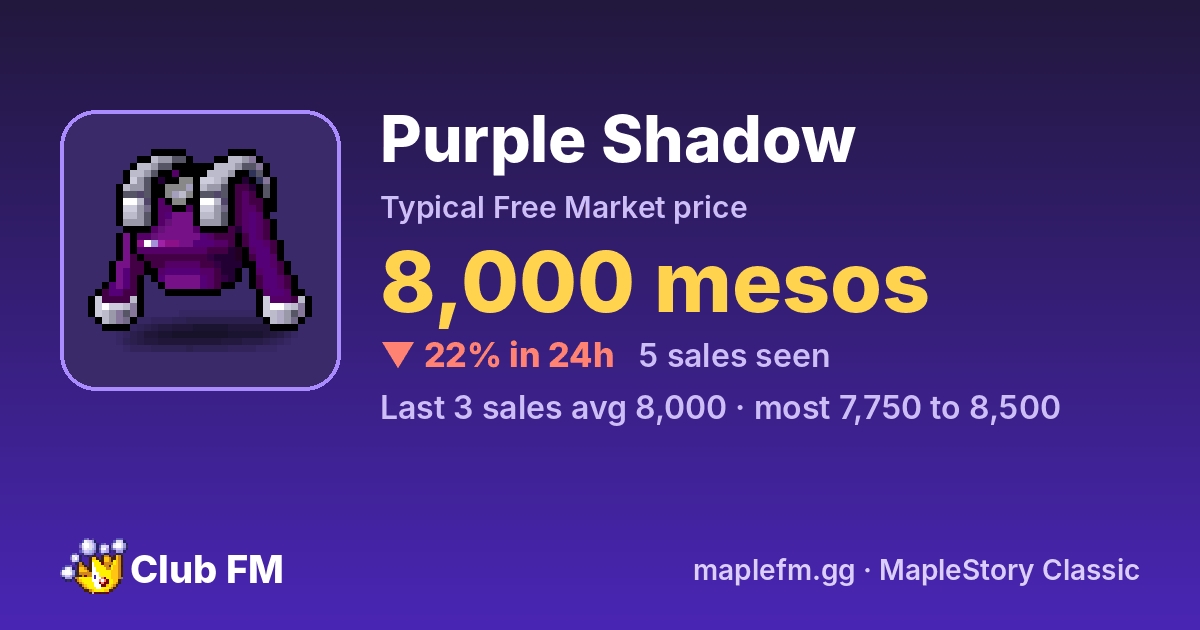 Purple Shadow
Typical Free Market price
8,000 mesos
▼ 22% in 24h 5 sales seen
Last 3 sales avg 8,000 · most 7,750 to 8,500
Club FM
maplefm.gg · MapleStory Classic